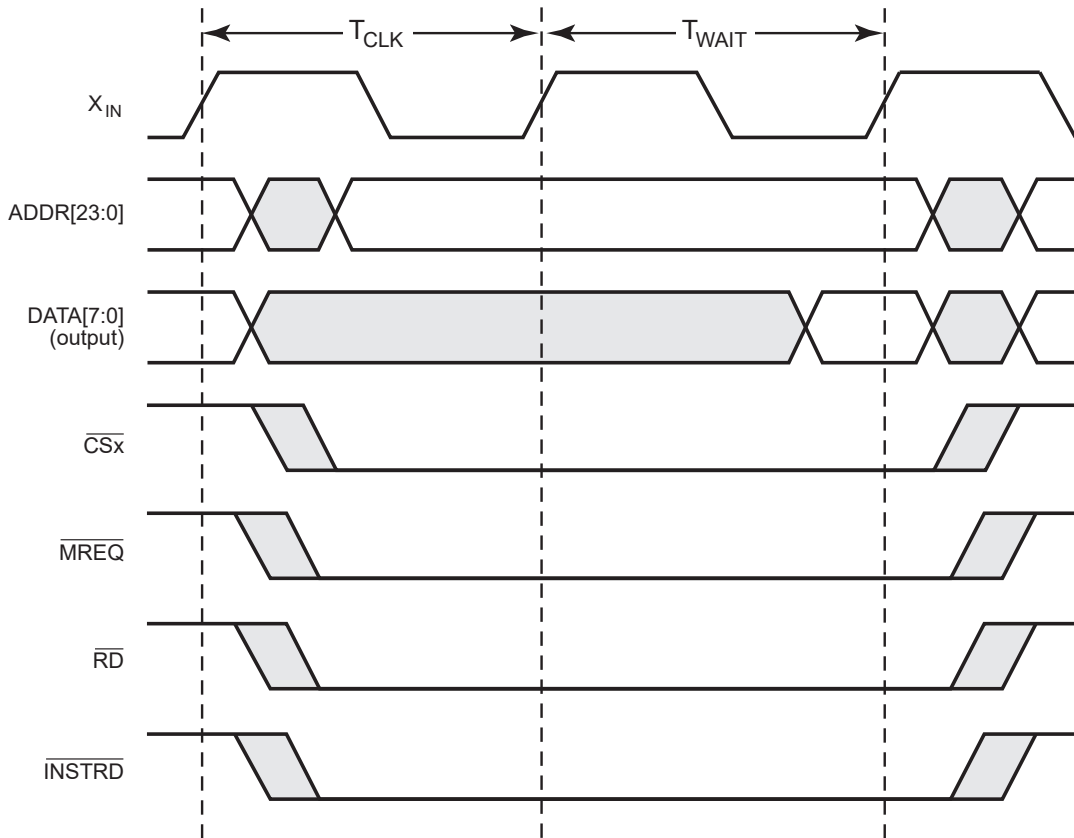 TCLK
TWAIT
XIN
ADDR[23:0]
DATA[7:0]
(output)
CSx
MREQ
RD
INSTRD